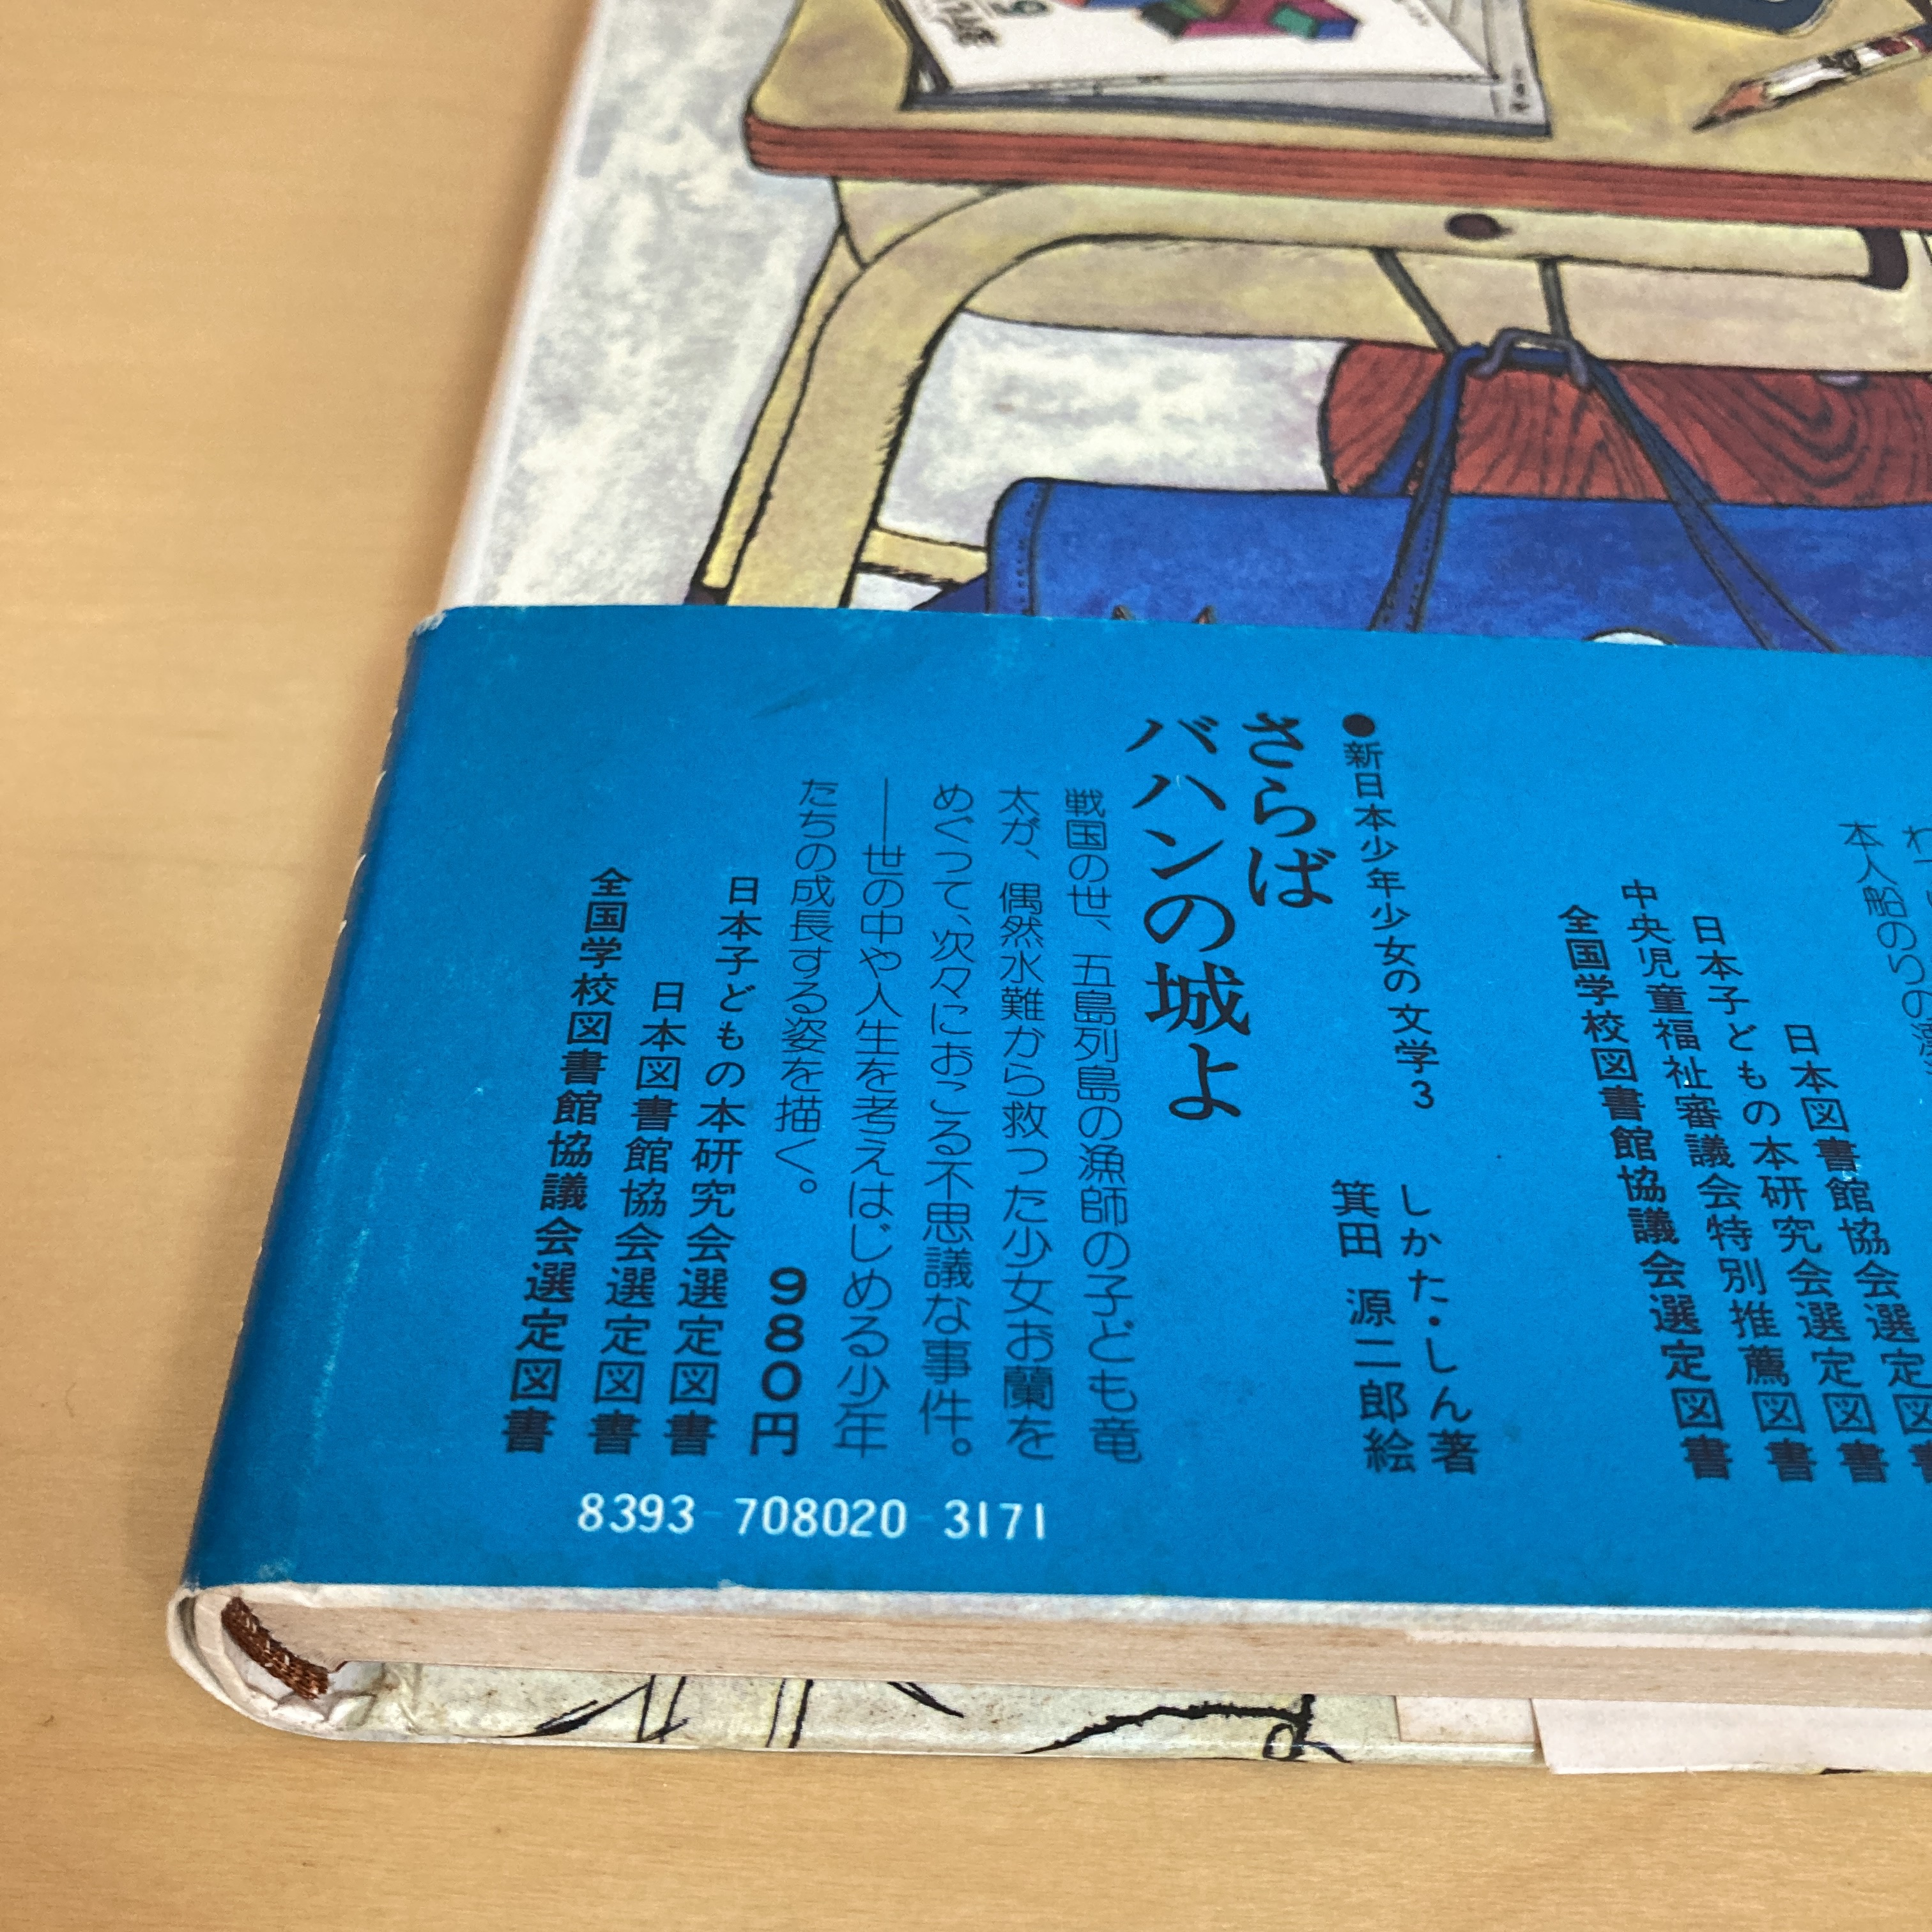 本人船のりの
日本図書館協会選定図書
日本子どもの本研究会選定図書
中央児童福祉審議会特別推薦図書
全国学校図書館協議会選定図書
●新日本少年少女の文学3
さらば
バハンの城よ
しかた・しん著
箕田 源二郎絵
戦国の世、五島列島の漁師の子ども竜
太が、偶然水難から救った少女お蘭を
めぐって、次々におこる不思議な事件。
――世の中や人生を考えはじめる少年
たちの成長する姿を描く。
980円
日本子どもの本研究会選定図書
日本図書館協会選定図書
全国学校図書館協議会選定図書
8393-708020-3171